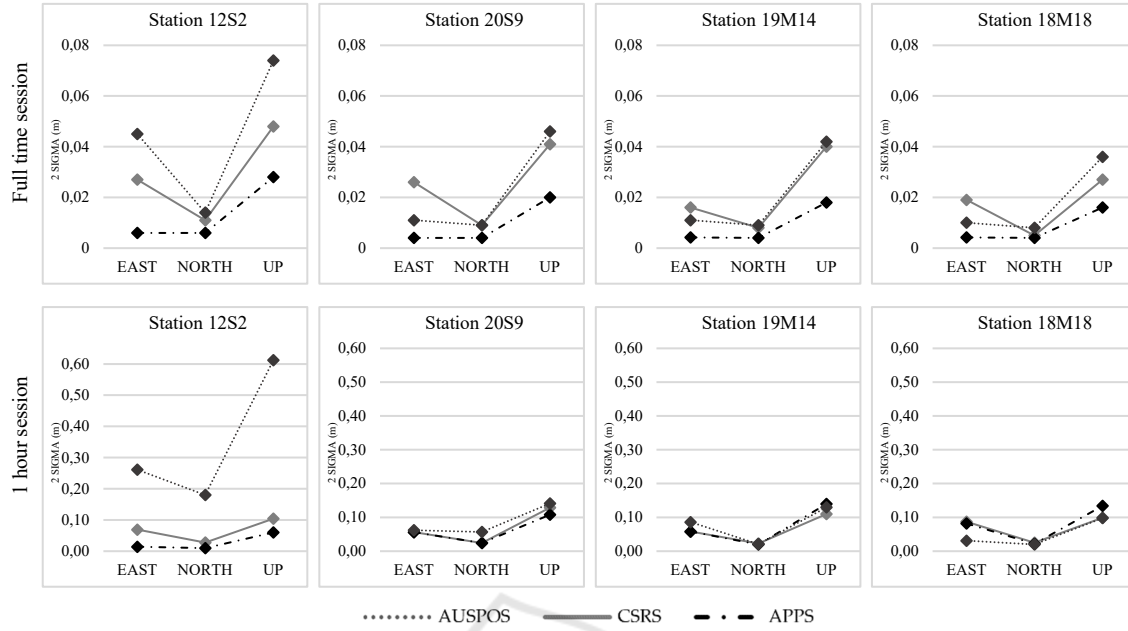 Full time session
Station 12S2
2 SIGMA (m)
0,08
0,06
0,04
0,02
0
EAST NORTH UP
Station 20S9
2 SIGMA (m)
0,08
0,06
0,04
0,02
0
EAST NORTH UP
Station 19M14
2 SIGMA (m)
0,08
0,06
0,04
0,02
0
EAST NORTH UP
Station 18M18
2 SIGMA (m)
0,08
0,06
0,04
0,02
0
EAST NORTH UP
1 hour session
Station 12S2
2 SIGMA (m)
0,60
0,50
0,40
0,30
0,20
0,10
0,00
EAST NORTH UP
Station 20S9
2 SIGMA (m)
0,60
0,50
0,40
0,30
0,20
0,10
0,00
EAST NORTH UP
Station 19M14
2 SIGMA (m)
0,60
0,50
0,40
0,30
0,20
0,10
0,00
EAST NORTH UP
Station 18M18
2 SIGMA (m)
0,60
0,50
0,40
0,30
0,20
0,10
0,00
EAST NORTH UP
AUSPOS CSRS APPS